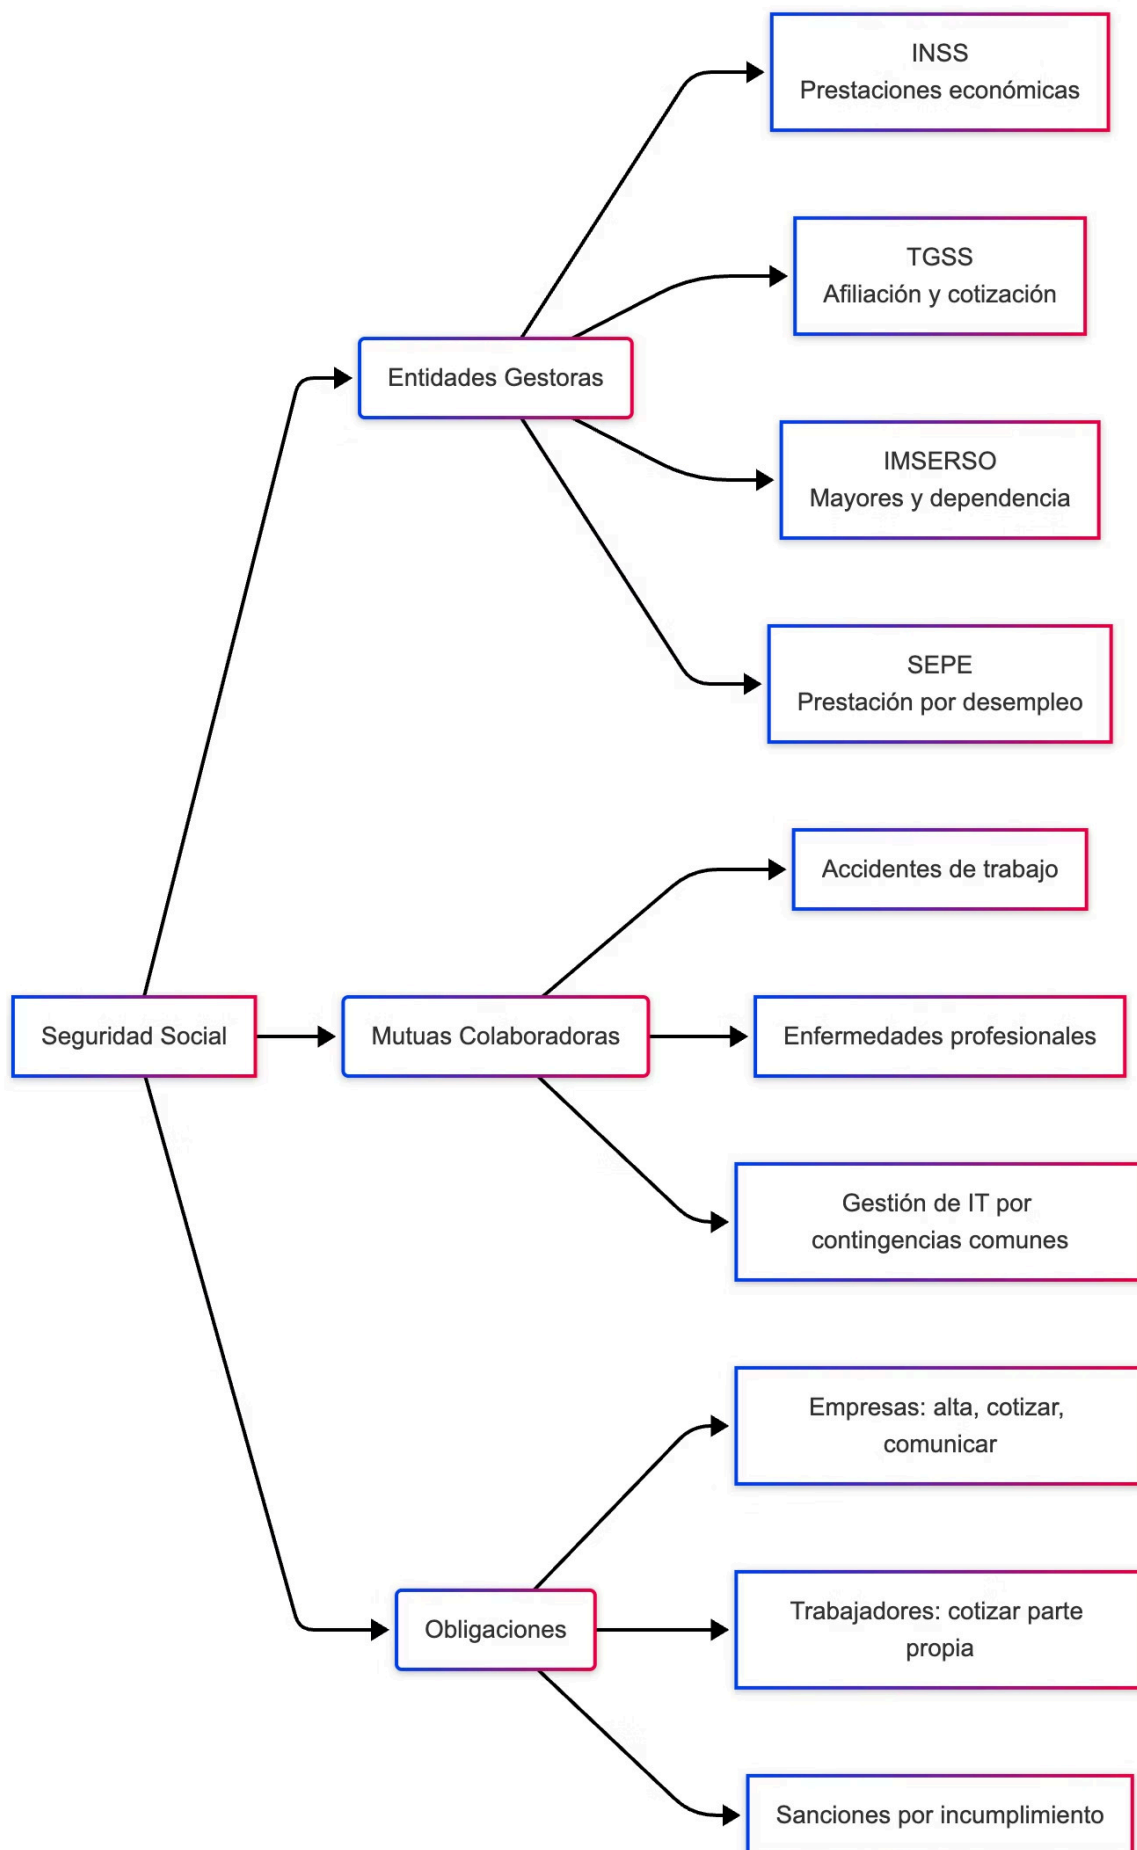 INSS
Prestaciones económicas
TGSS
Afiliación y cotización
Entidades Gestoras
IMSERSO
Mayores y dependencia
SEPE
Prestación por desempleo
Accidentes de trabajo
Seguridad Social
Mutuas Colaboradoras
Enfermedades profesionales
Gestión de IT por
contingencias comunes
Empresas: alta, cotizar,
comunicar
Obligaciones
Trabajadores: cotizar parte
propia
Sanciones por incumplimiento